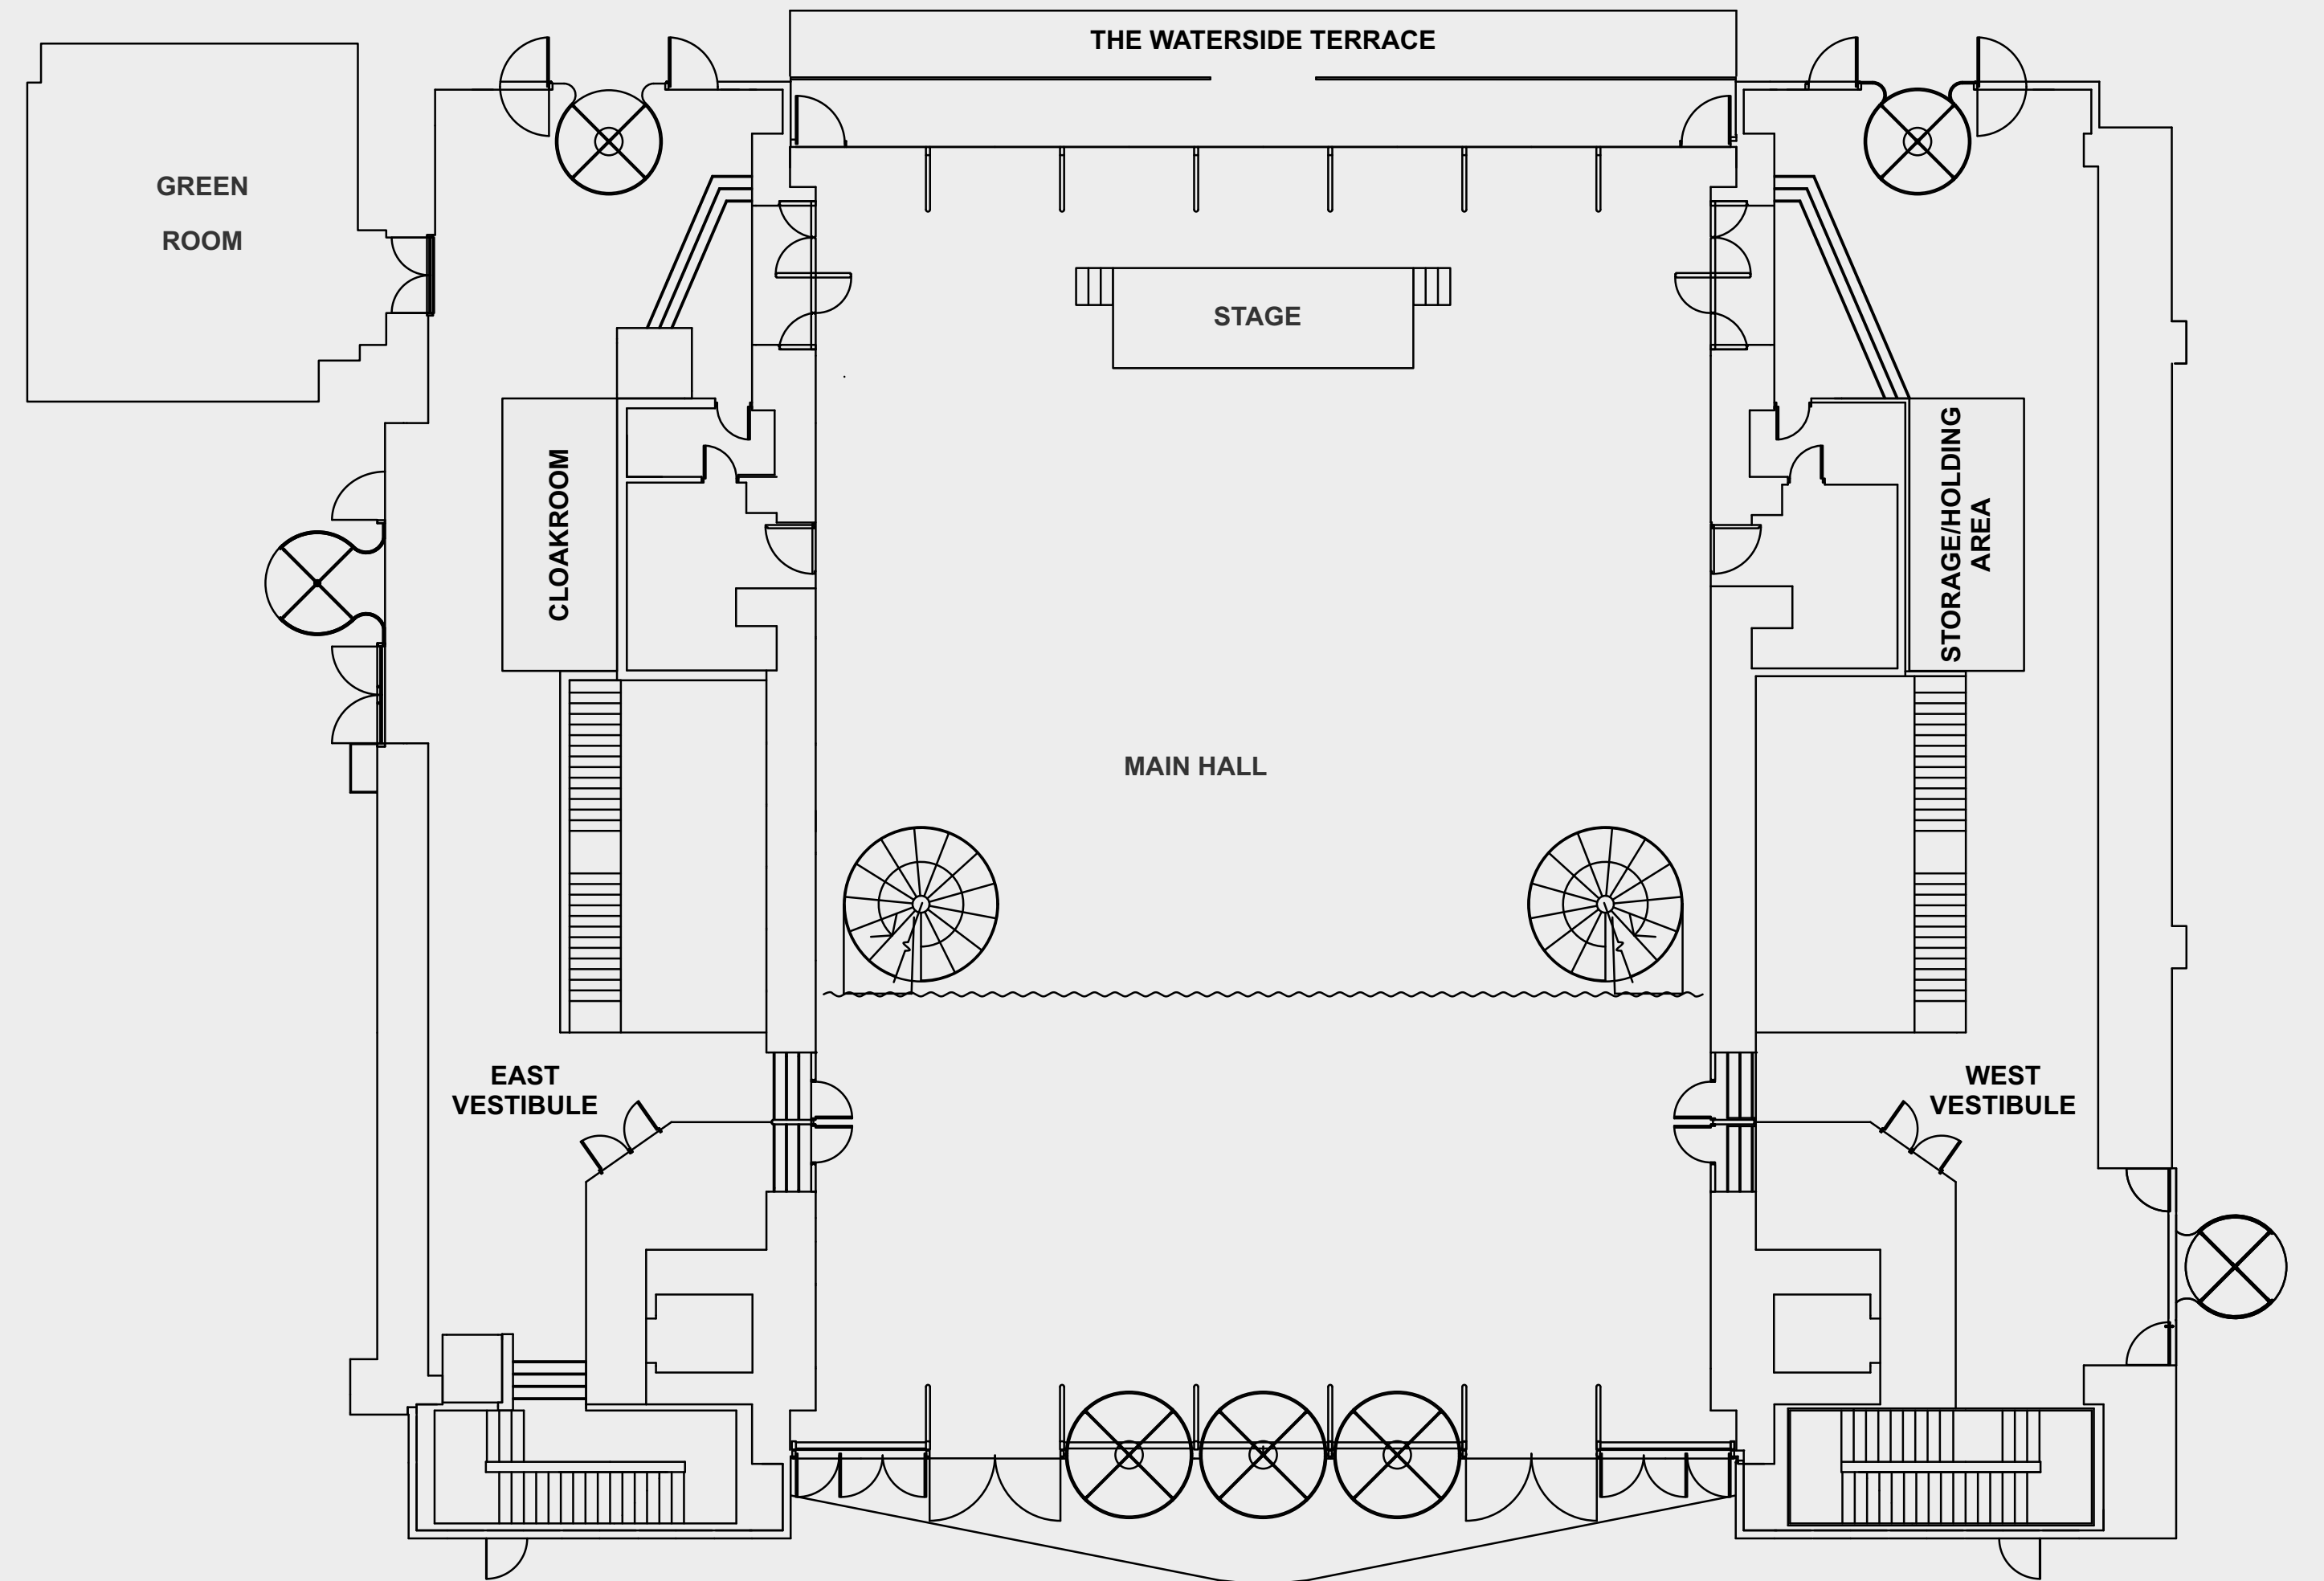 THE WATERSIDE TERRACE
GREEN
ROOM
STAGE
CLOAKROOM
STORAGE/HOLDING
AREA
MAIN HALL
EAST
VESTIBULE
WEST
VESTIBULE